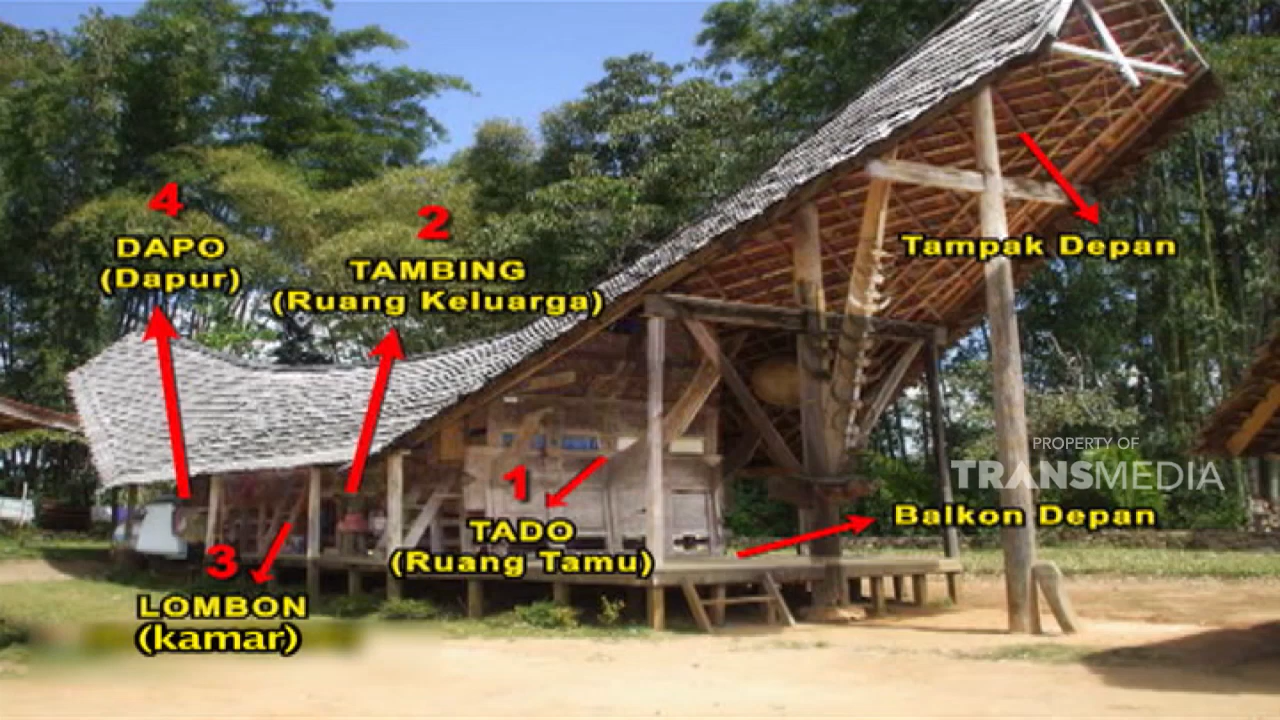 4
DAPO
(Dapur)
2
TAMBING
(Ruang Keluarga)
Tampak Depan
1
TADO
(Ruang Tamu)
3
LOMBON
(kamar)
Balkon Depan
PROPERTY OF
TRANSMEDIA